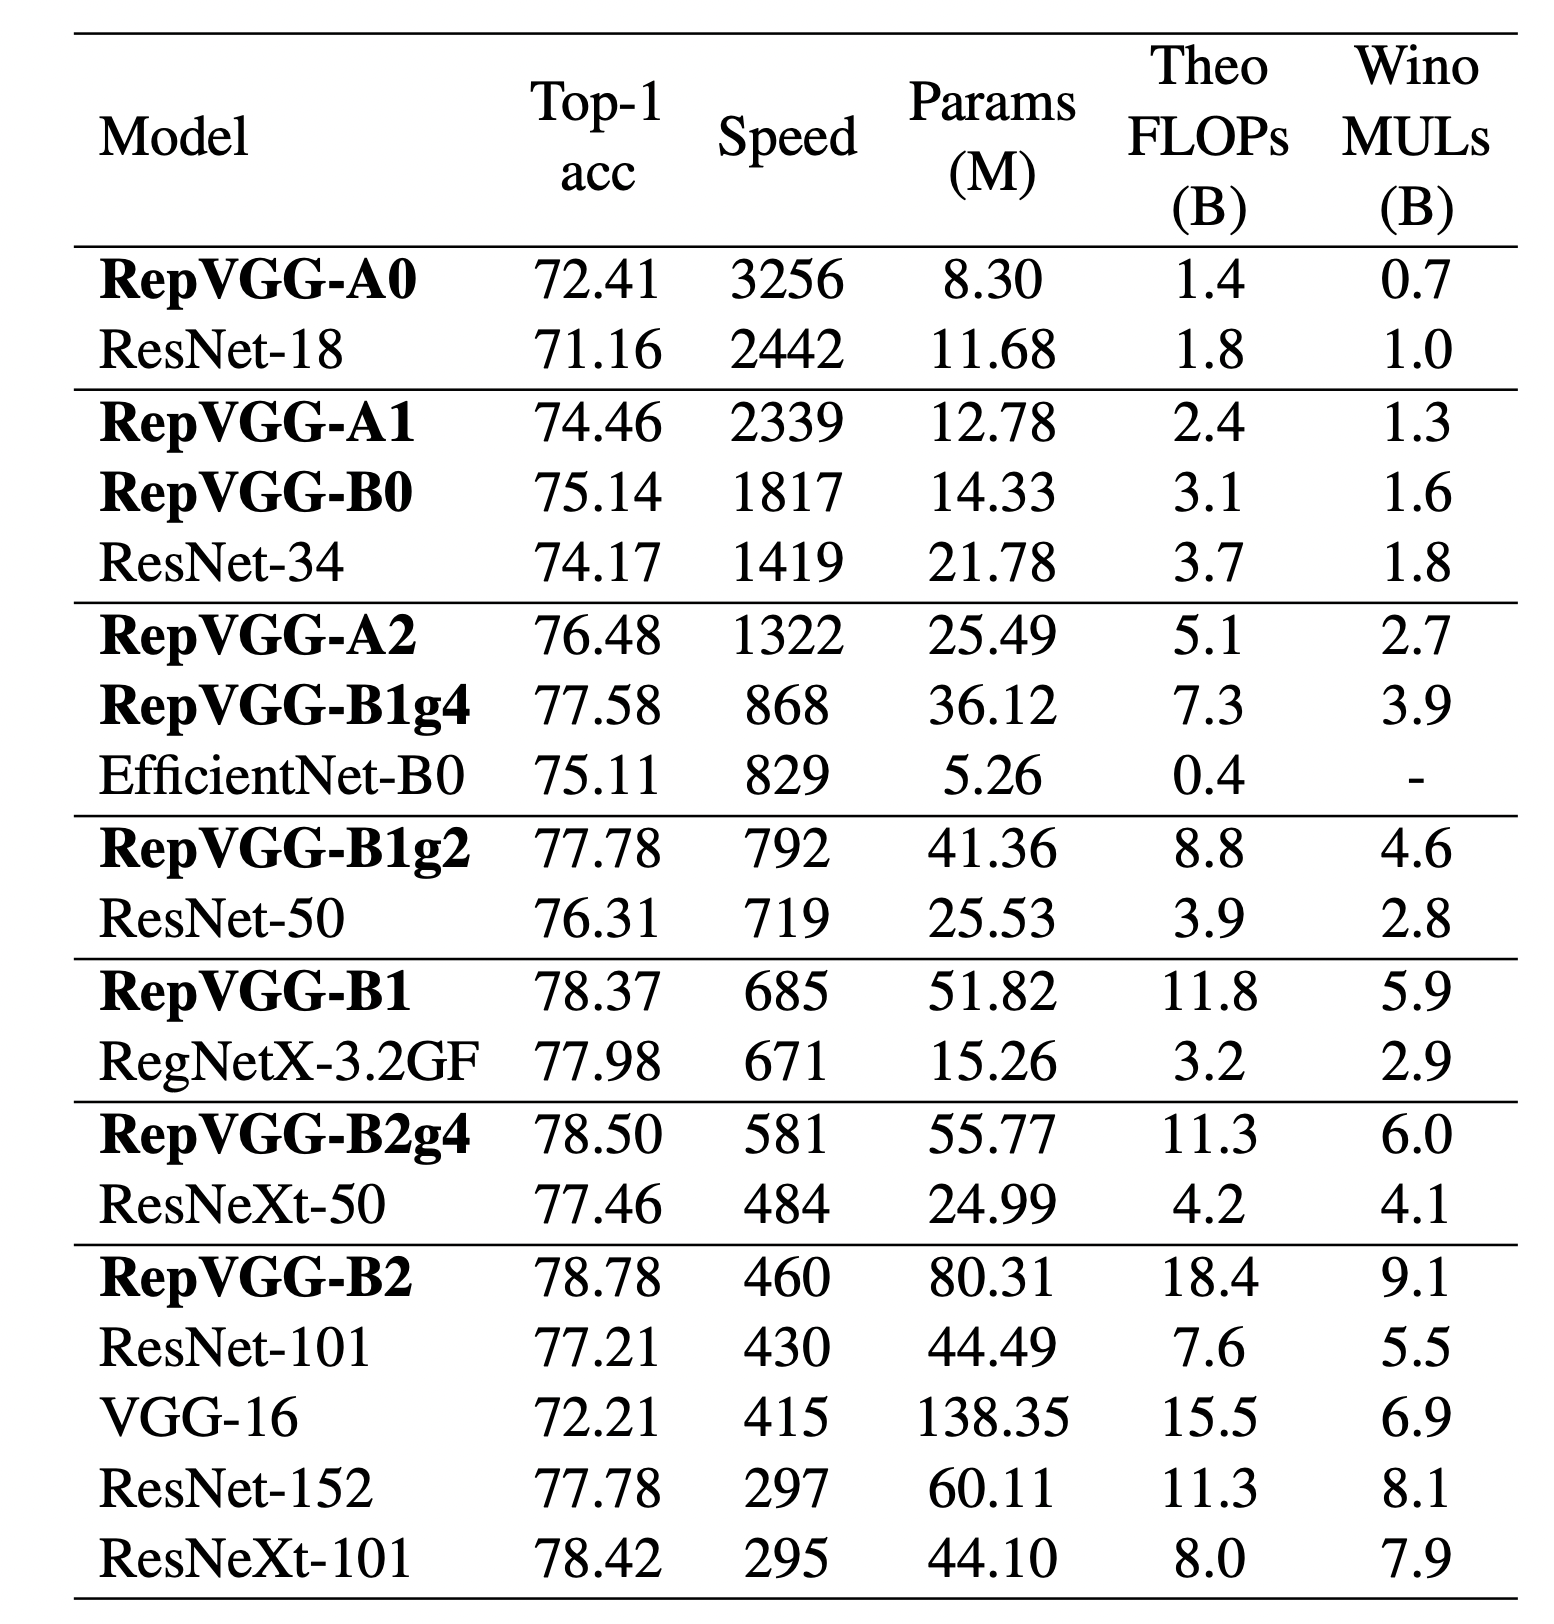 Model Top-1 acc Speed Params (M) Theo FLOPs (B) Wino MULs (B)
RepVGG-A0 72.41 3256 8.30 1.4 0.7
ResNet-18 71.16 2442 11.68 1.8 1.0
RepVGG-A1 74.46 2339 12.78 2.4 1.3
RepVGG-B0 75.14 1817 14.33 3.1 1.6
ResNet-34 74.17 1419 21.78 3.7 1.8
RepVGG-A2 76.48 1322 25.49 5.1 2.7
RepVGG-B1g4 77.58 868 36.12 7.3 3.9
EfficientNet-B0 75.11 829 5.26 0.4 -
RepVGG-B1g2 77.78 792 41.36 8.8 4.6
ResNet-50 76.31 719 25.53 3.9 2.8
RepVGG-B1 78.37 685 51.82 11.8 5.9
RegNetX-3.2GF 77.98 671 15.26 3.2 2.9
RepVGG-B2g4 78.50 581 55.77 11.3 6.0
ResNeXt-50 77.46 484 24.99 4.2 4.1
RepVGG-B2 78.78 460 80.31 18.4 9.1
ResNet-101 77.21 430 44.49 7.6 5.5
VGG-16 72.21 415 138.35 15.5 6.9
ResNet-152 77.78 297 60.11 11.3 8.1
ResNeXt-101 78.42 295 44.10 8.0 7.9